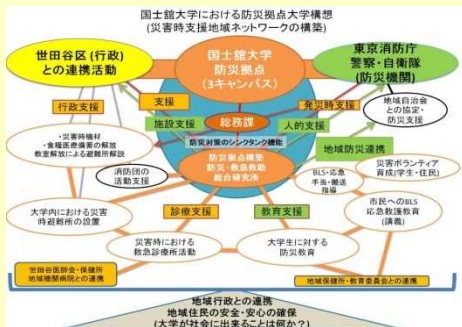 国士舘大学における防災拠点大学構想
(災害時支援地域ネットワークの構築)
世田谷区(行政)
との連携活動
国士舘大学
防災拠点
(3キャンパス)
東京消防庁
警察・自衛隊
(防災機関)
行政支援
支援
発災時支援
総務課
施設支援
人的支援
地域自治会
との協定・
防災支援
防災対策のシンクタンク機能
地域防災連携
・災害時機材
・食糧医療備蓄の解放
教室解放による避難所解説
消防団の
活動支援
防災拠点構築
防災・救急救助
総合研究所
BLS・応急
手当・搬送
指導
災害ボランティア
育成(学生・住民)
大学内における災害
時避難所の設置
診療支援
教育支援
市民へのBLS
応急救護教育
(講義)
災害時における
救急診療所活動
大学生に対する
防災教育
世田谷医師会・保健所
地域機関病院との連携
地域保健所・教育委員会との連携
地域行政との連携
地域住民の安全・安心の確保
(大学が社会に出来ることは何か?)